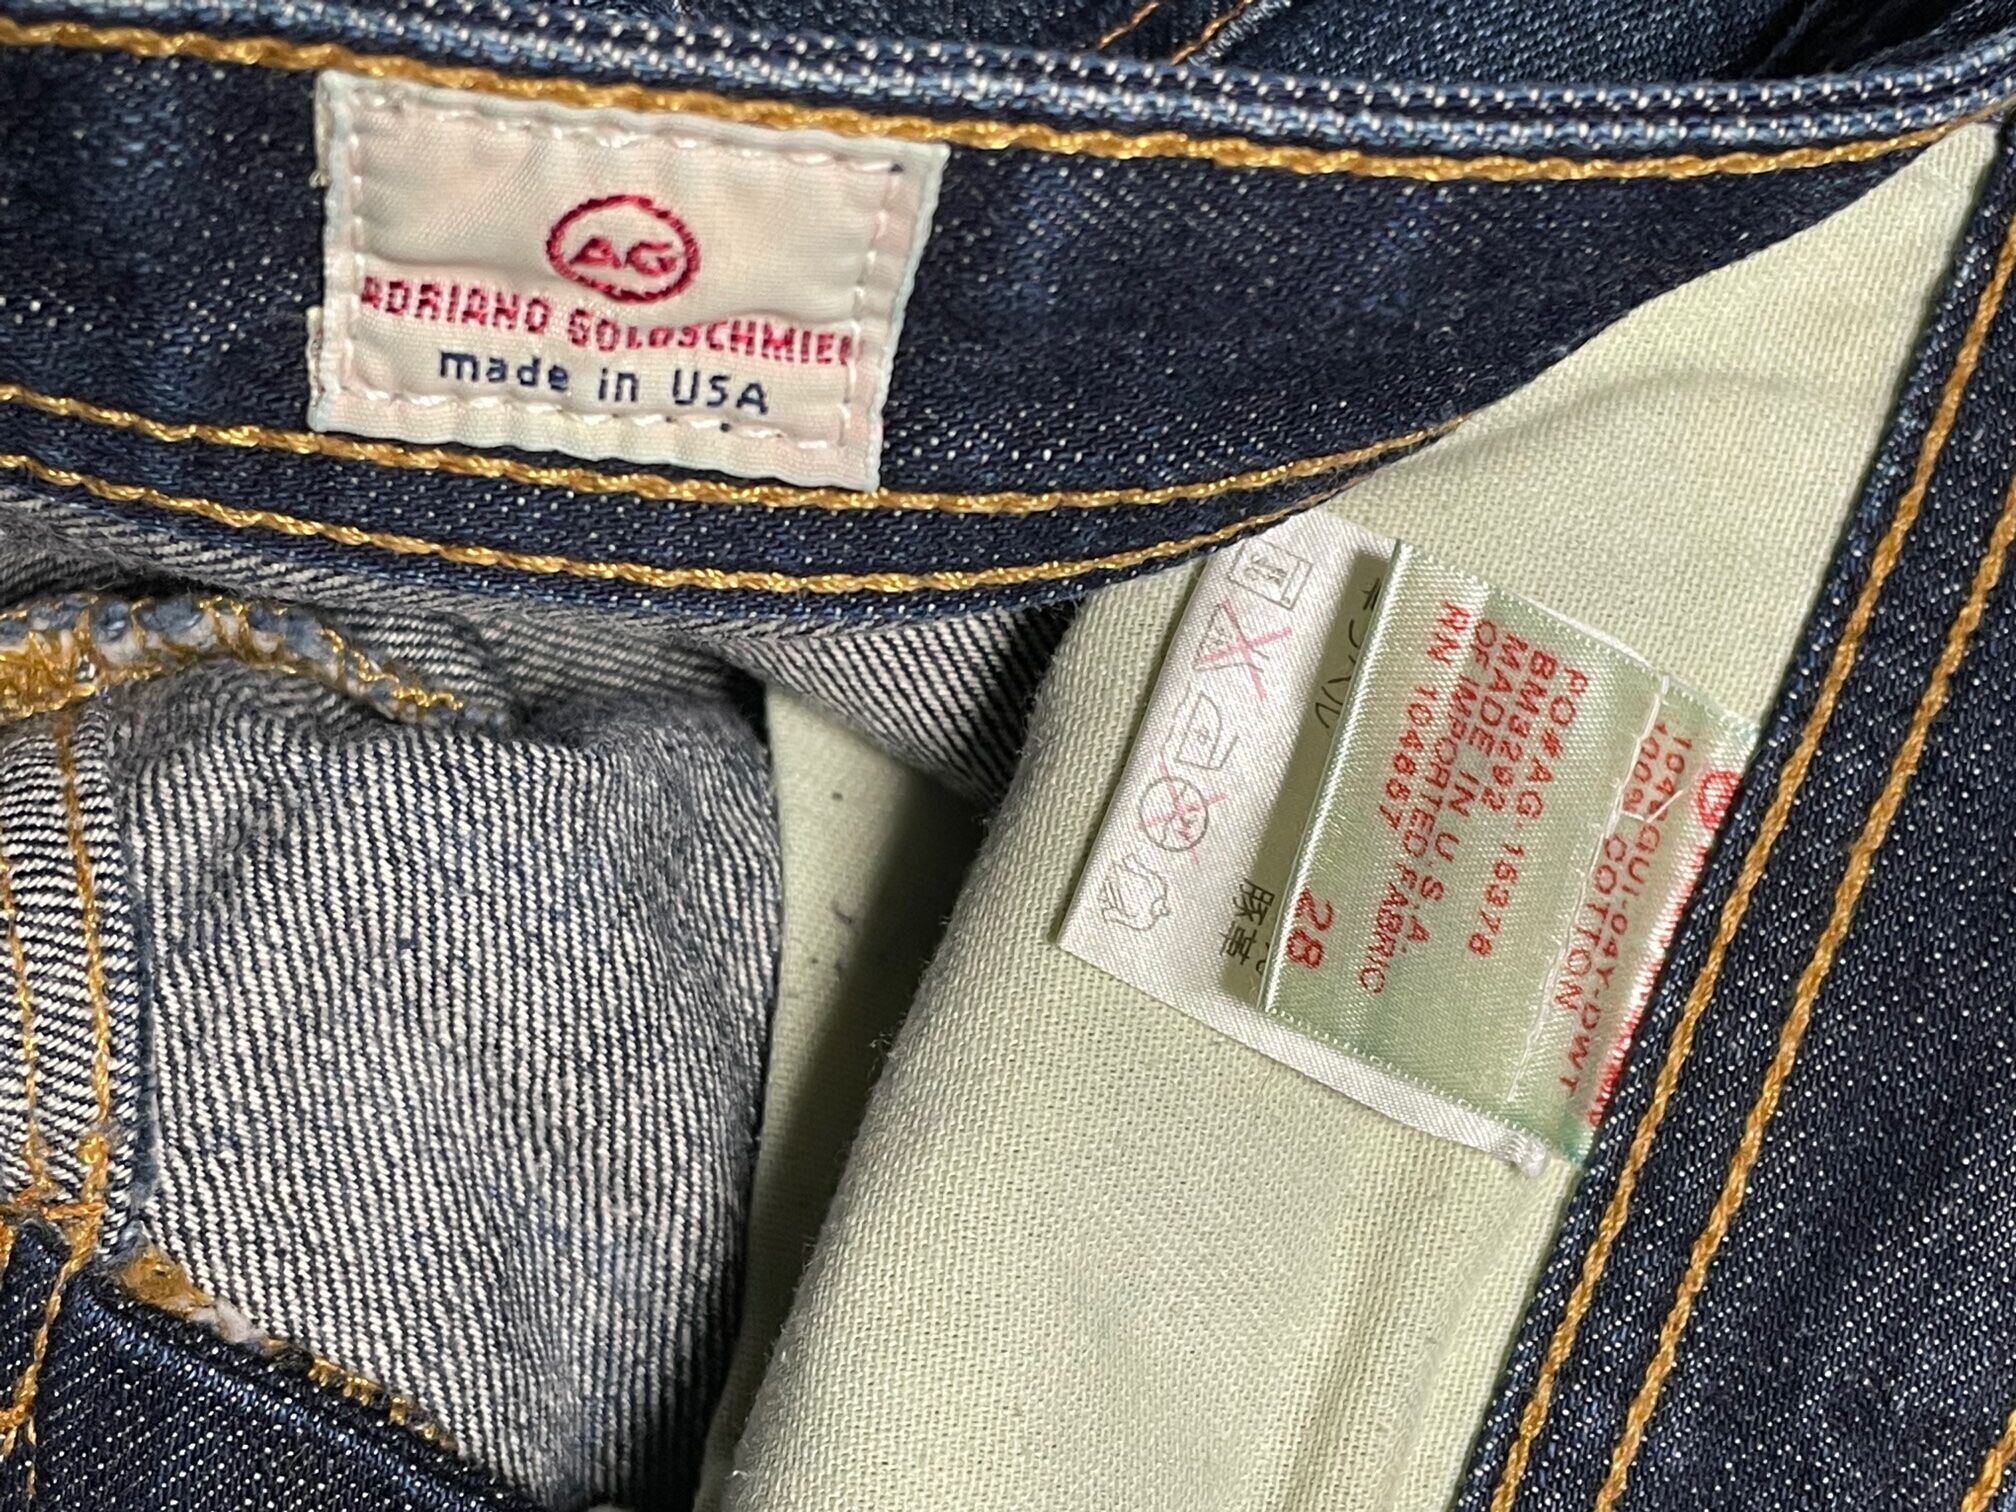 AG
ADRIANO GOLDSCHMIED
made in USA
100% COTTON
PO# AG-15378
BM3292
MADE IN U.S.A.
OF IMPORTED FABRIC
RN 104857
28
豚革